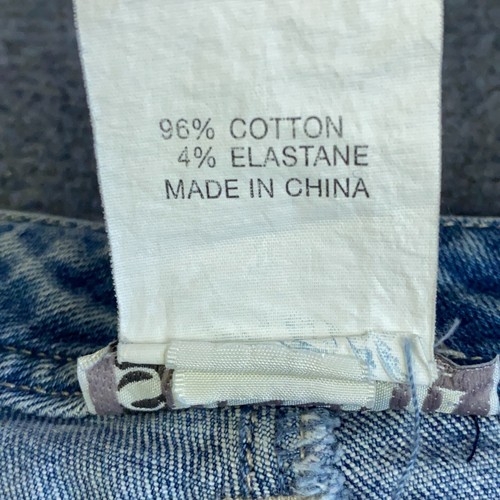 96% COTTON
4% ELASTANE
MADE IN CHINA